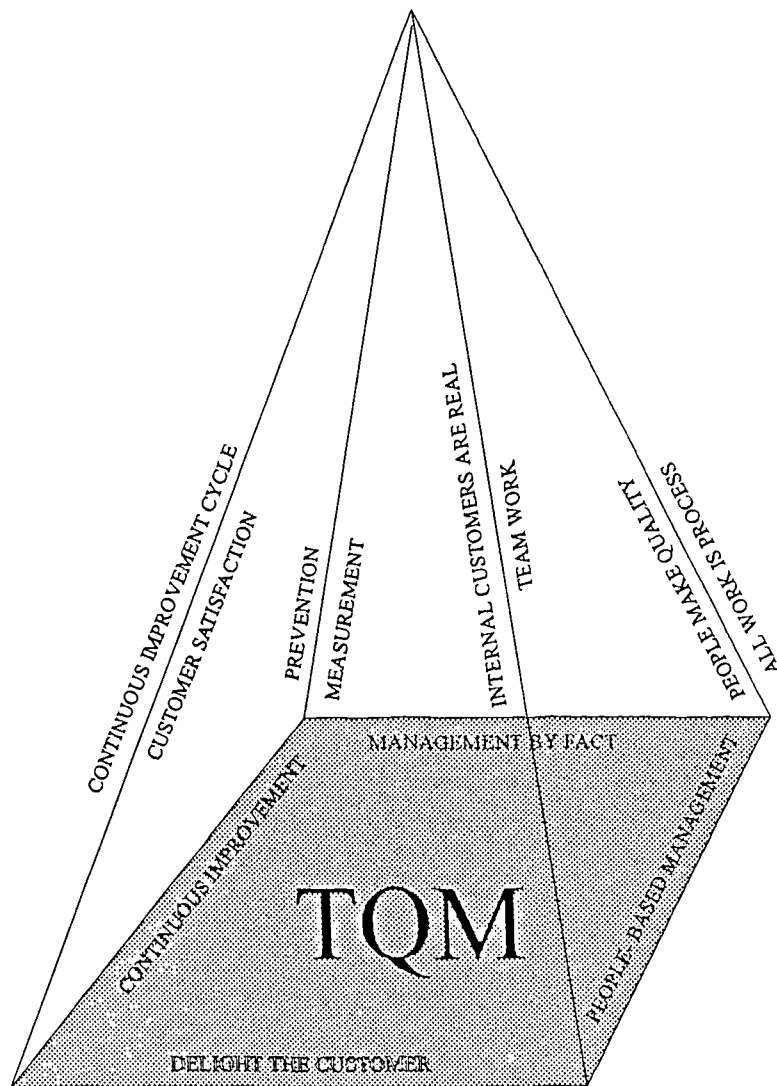 CONTINUOUS IMPROVEMENT CYCLE
CUSTOMER SATISFACTION
PREVENTION
MEASUREMENT
INTERNAL CUSTOMERS ARE REAL
TEAM WORK
PEOPLE MAKE QUALITY
ALL WORK IS PROCESS
MANAGEMENT BY FACT
CONTINUOUS IMPROVEMENT
TQM
PEOPLE-BASED MANAGEMENT
DELIGHT THE CUSTOMER